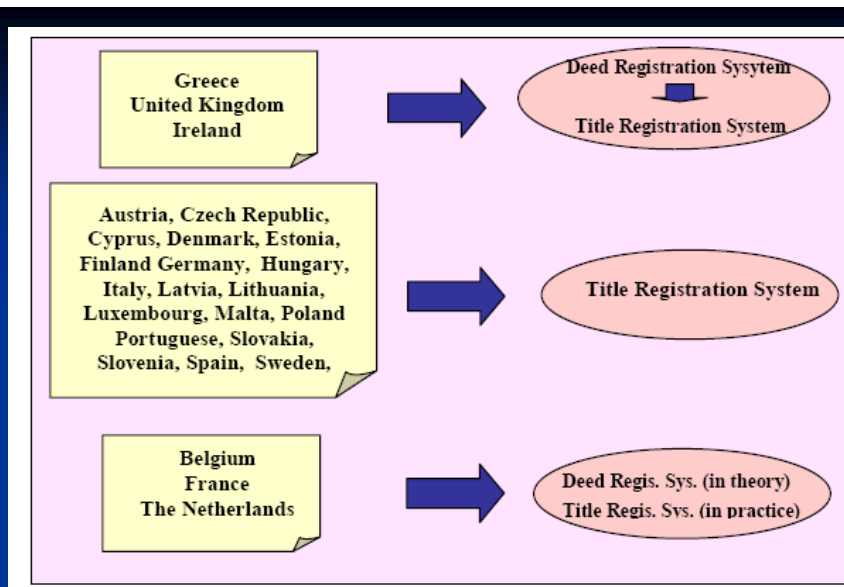 Greece
United Kingdom
Ireland
Deed Registration Sysytem
Title Registration System
Austria, Czech Republic,
Cyprus, Denmark, Estonia,
Finland Germany, Hungary,
Italy, Latvia, Lithuania,
Luxembourg, Malta, Poland
Portuguese, Slovakia,
Slovenia, Spain, Sweden,
Title Registration System
Belgium
France
The Netherlands
Deed Regis. Sys. (in theory)
Title Regis. Sys. (in practice)